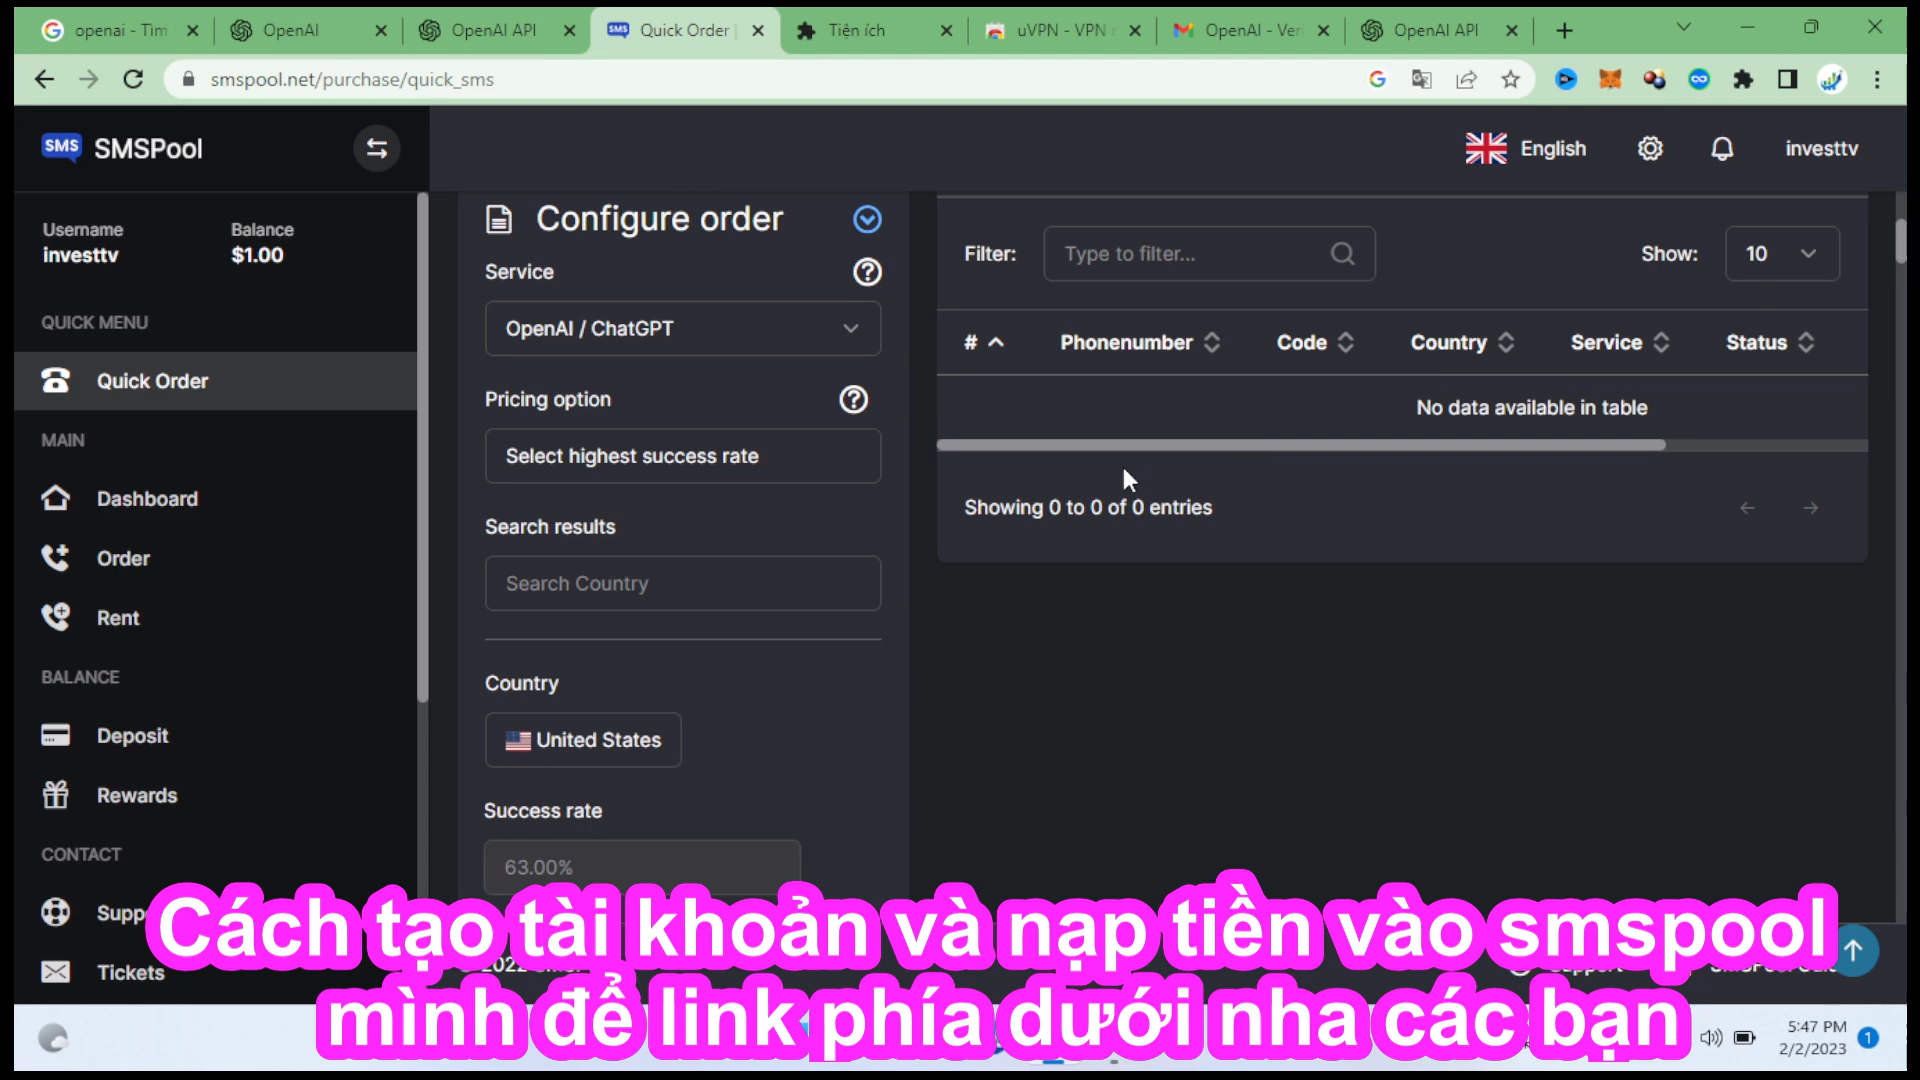 openai - Tìm
OpenAI
OpenAI API
Quick Order
Tiện ích
uVPN - VPN
OpenAI - Ver
OpenAI API
smspool.net/purchase/quick_sms
SMS SMSPool
English
investtv
Username
Balance
investtv
$1.00
QUICK MENU
Quick Order
MAIN
Dashboard
Order
Rent
BALANCE
Deposit
Rewards
CONTACT
Tickets
Configure order
Service
OpenAI / ChatGPT
Pricing option
Select highest success rate
Search results
Search Country
Country
United States
Success rate
63.00%
Filter: Type to filter...
Show: 10
# Phonenumber Code Country Service Status
No data available in table
Showing 0 to 0 of 0 entries
Cách tạo tài khoản và nạp tiền vào smspool
mình để link phía dưới nha các bạn
5:47 PM
2/2/2023
1